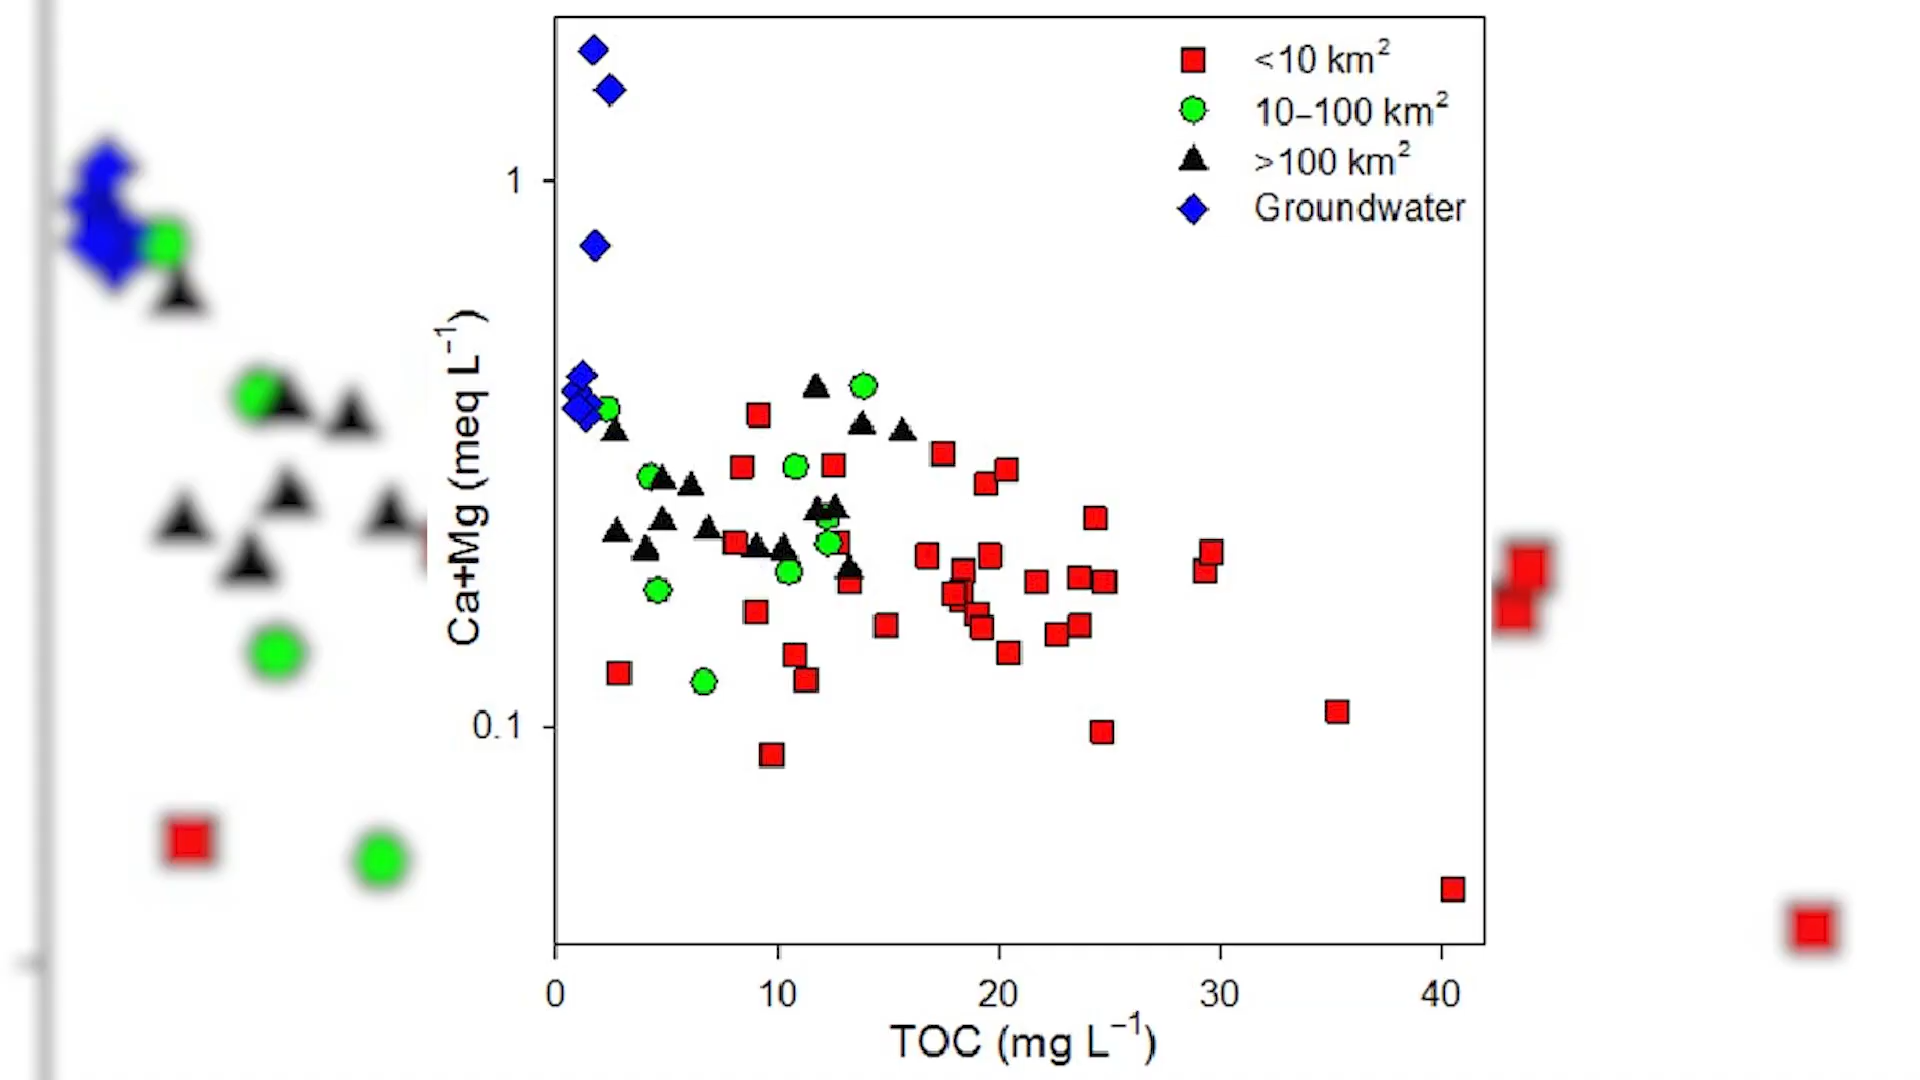 <10 km²
10–100 km²
>100 km²
Groundwater
1
0.1
Ca+Mg (meq L⁻¹)
0 10 20 30 40
TOC (mg L⁻¹)